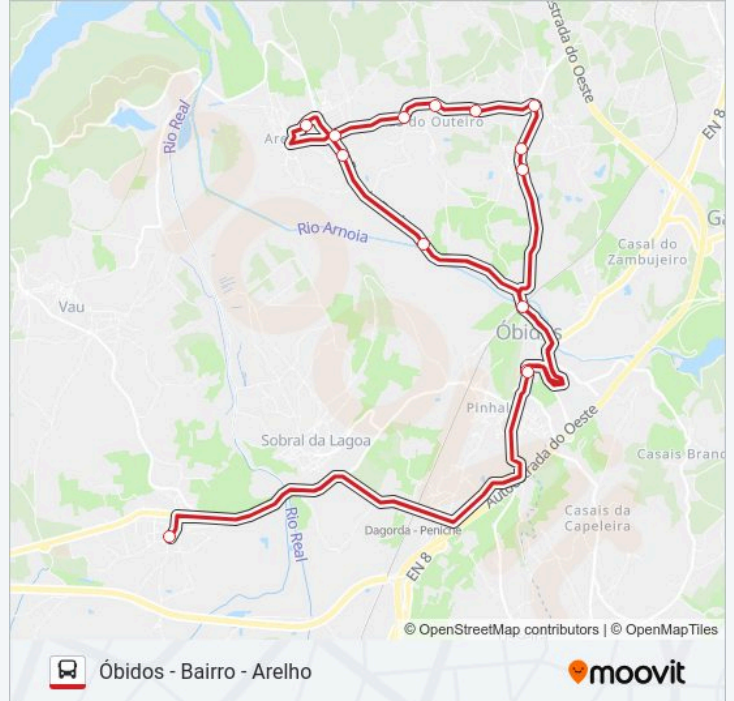 Estrada do Oeste
EN 8
Rio Real
do Outeiro
Rio Arnoia
Casal do
Zambujeiro
Vau
Óbidos
Pinhal
Sobral da Lagoa
Autoestrada do Oeste
Casais Branc
Casais da
Capeleira
Rio Real
Dagorda - Peniche
EN 8
© OpenStreetMap contributors | © OpenMapTiles
Óbidos - Bairro - Arelho
moovit